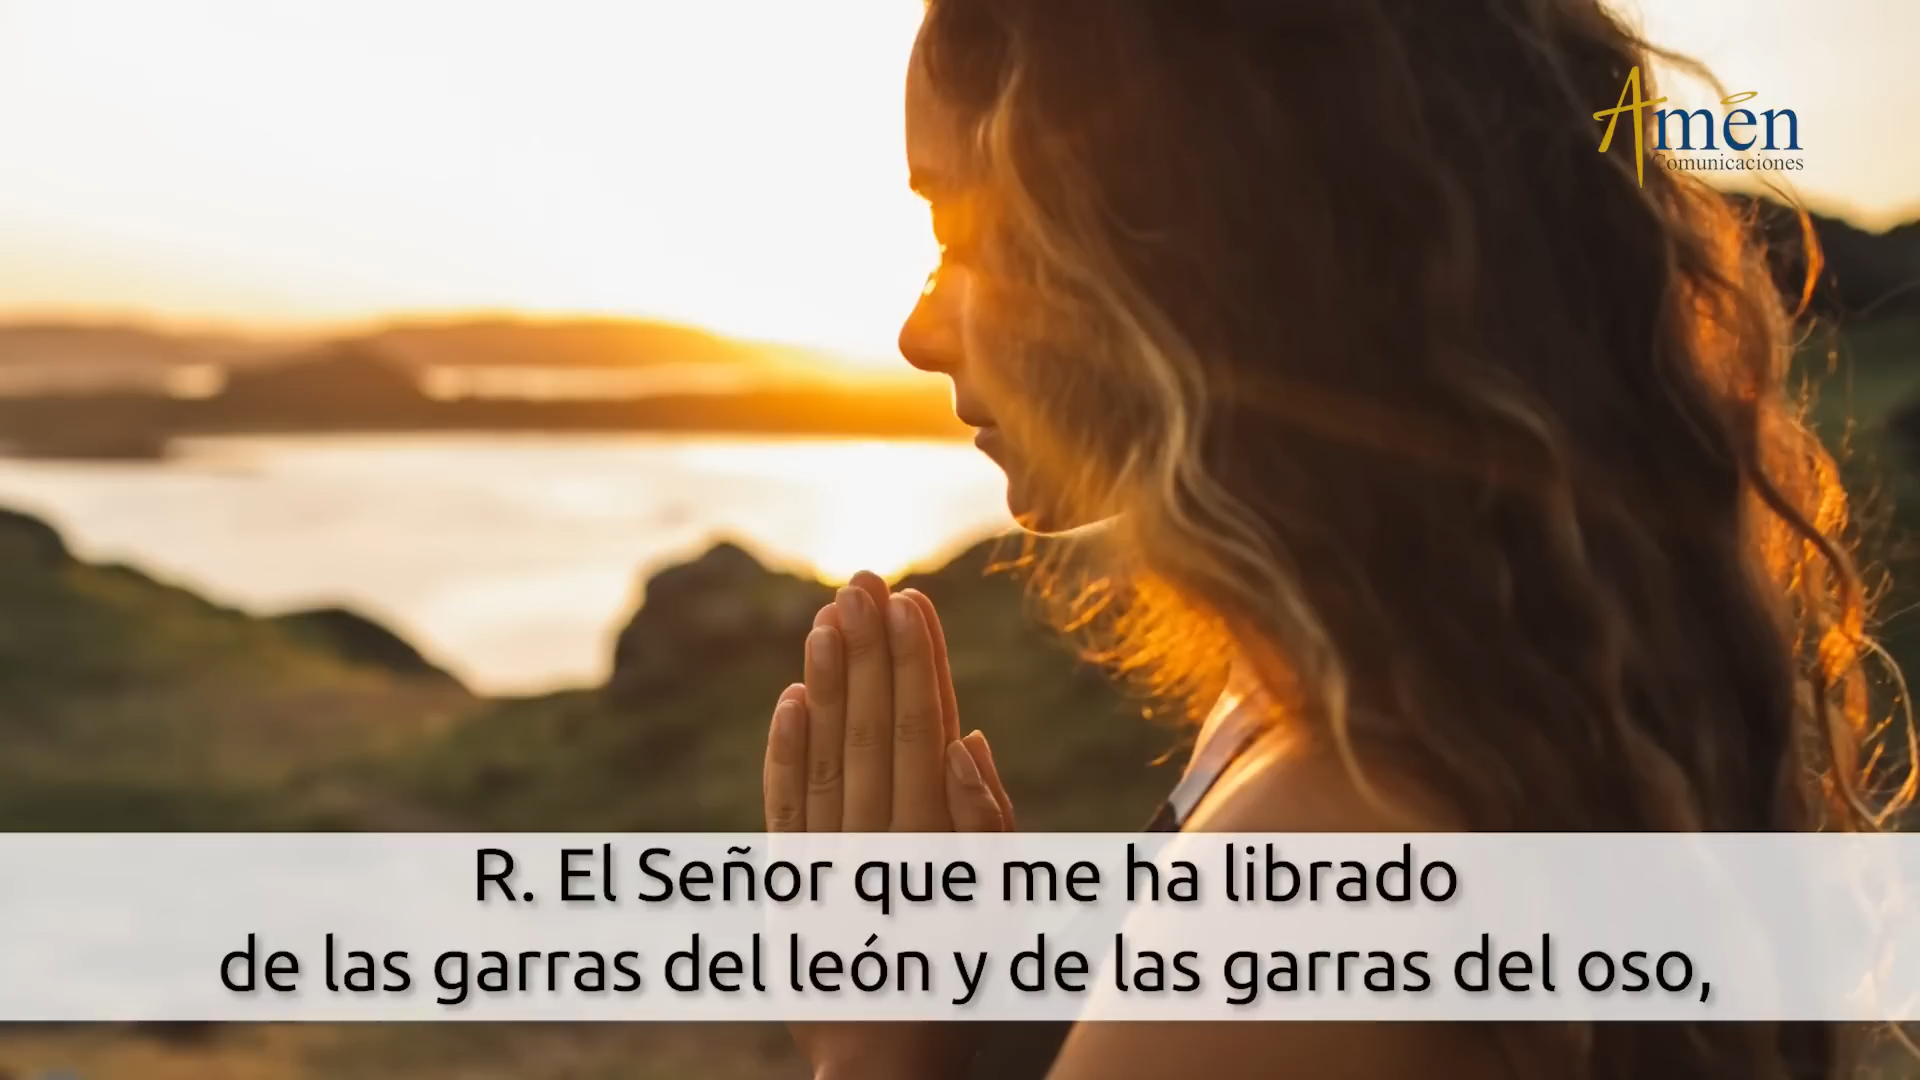 Amén
Comunicaciones
R. El Señor que me ha librado
de las garras del león y de las garras del oso,